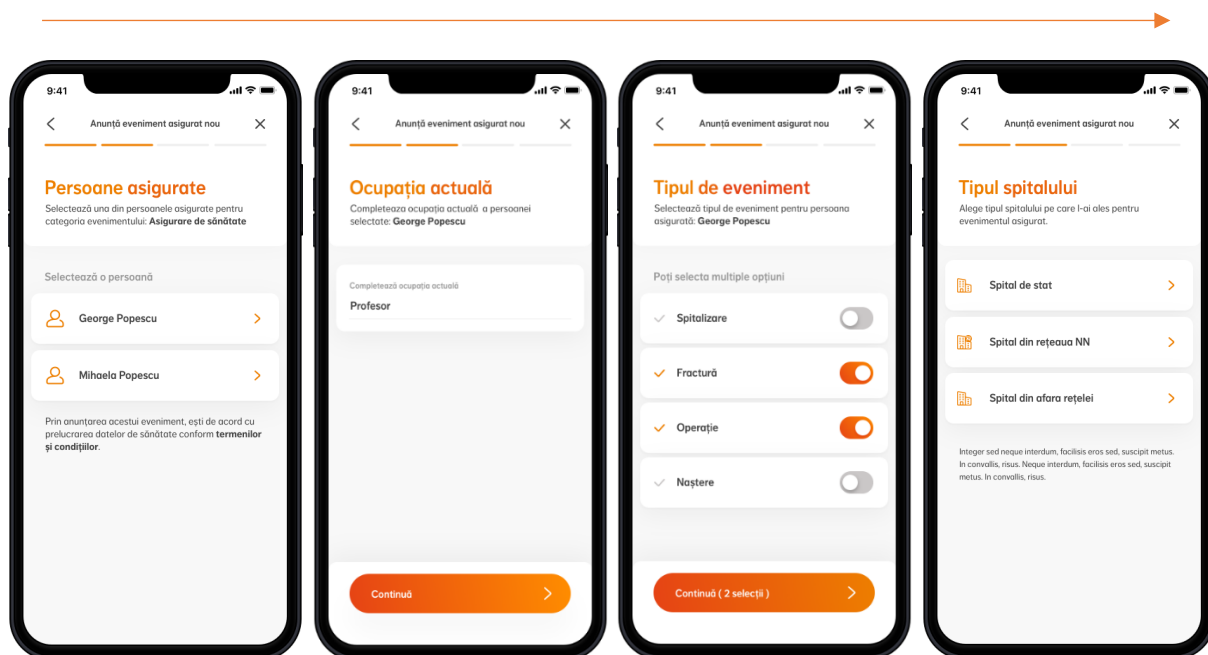 9:41
Anunță eveniment asigurat nou
Persoane asigurate
Selectează una din persoanele asigurate pentru
categoria evenimentului: Asigurare de sănătate
Selectează o persoană
George Popescu
Mihaela Popescu
Prin anunțarea acestui eveniment, ești de acord cu
prelucrarea datelor de sănătate conform termenilor
și condițiilor.
9:41
Anunță eveniment asigurat nou
Ocupația actuală
Completeaza ocupația actuală a persoanei
selectate: George Popescu
Completează ocupația actuală
Profesor
Continuă
9:41
Anunță eveniment asigurat nou
Tipul de eveniment
Selectează tipul de eveniment pentru persoana
asigurată: George Popescu
Poți selecta multiple opțiuni
Spitalizare
Fractură
Operație
Naștere
Continuă ( 2 selecții )
9:41
Anunță eveniment asigurat nou
Tipul spitalului
Alege tipul spitalului pe care l-ai ales pentru
evenimentul asigurat.
Spital de stat
Spital din rețeaua NN
Spital din afara rețelei
Integer sed neque interdum, facilisis eros sed, suscipit metus.
In convallis, risus. Neque interdum, facilisis eros sed, suscipit
metus. In convallis, risus.